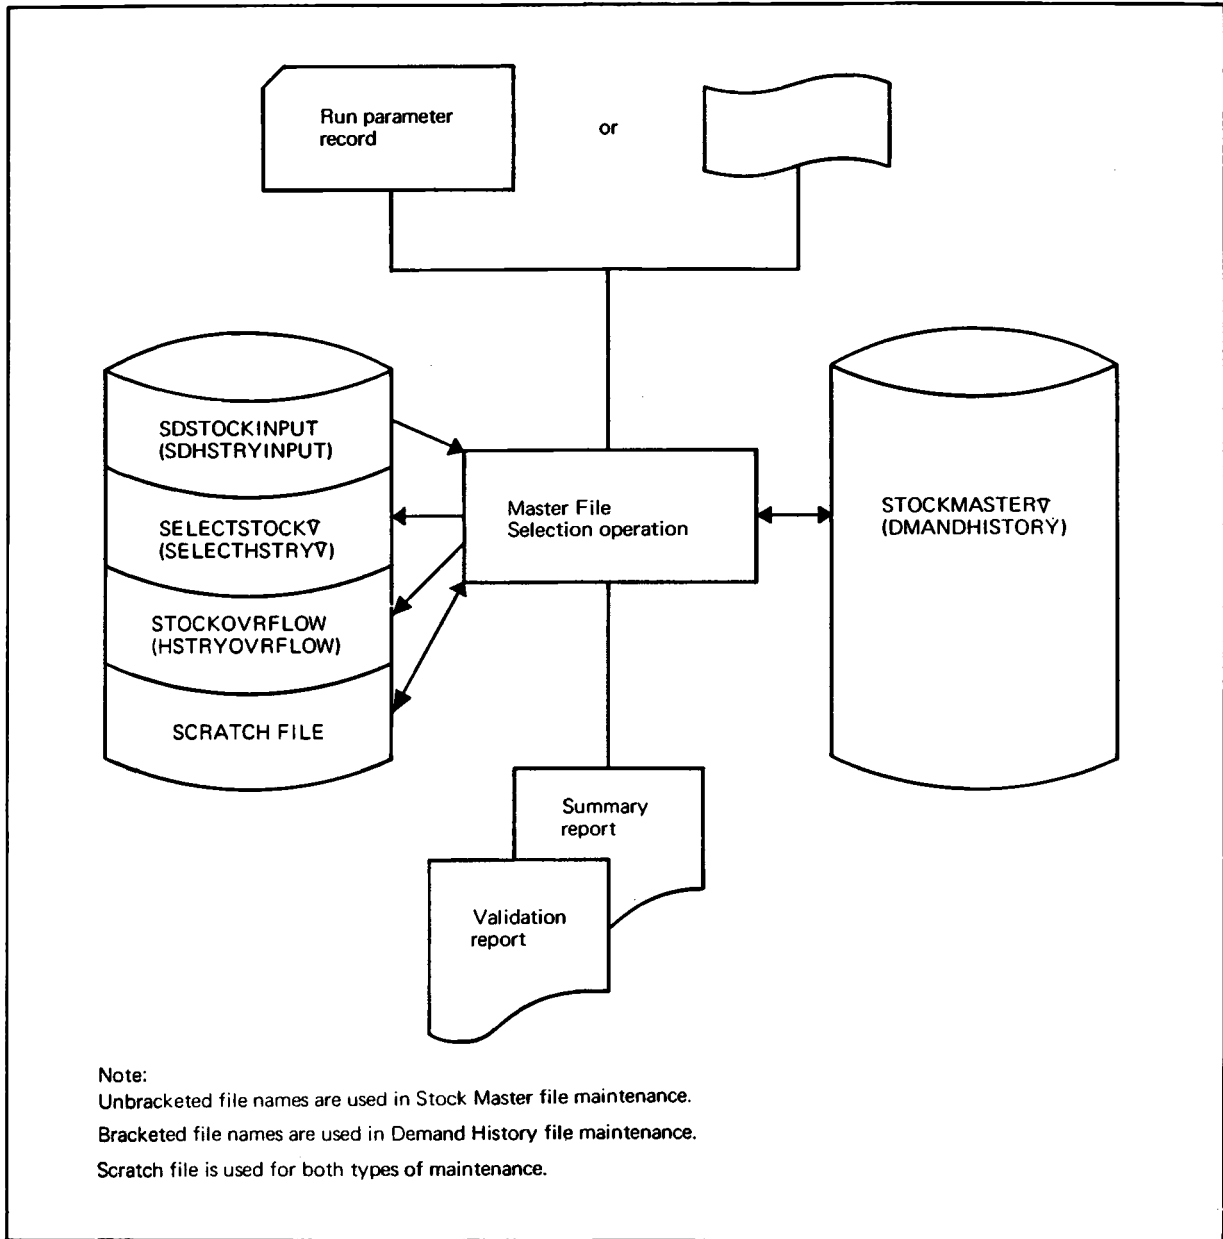 Run parameter
record
or
SDSTOCKINPUT
(SDHSTRYINPUT)
SELECTSTOCK∇
(SELECTHSTRY∇)
STOCKOVRFLOW
(HSTRYOVRFLOW)
SCRATCH FILE
Master File
Selection operation
STOCKMASTER∇
(DMANDHISTORY)
Summary
report
Validation
report
Note:
Unbracketed file names are used in Stock Master file maintenance.
Bracketed file names are used in Demand History file maintenance.
Scratch file is used for both types of maintenance.